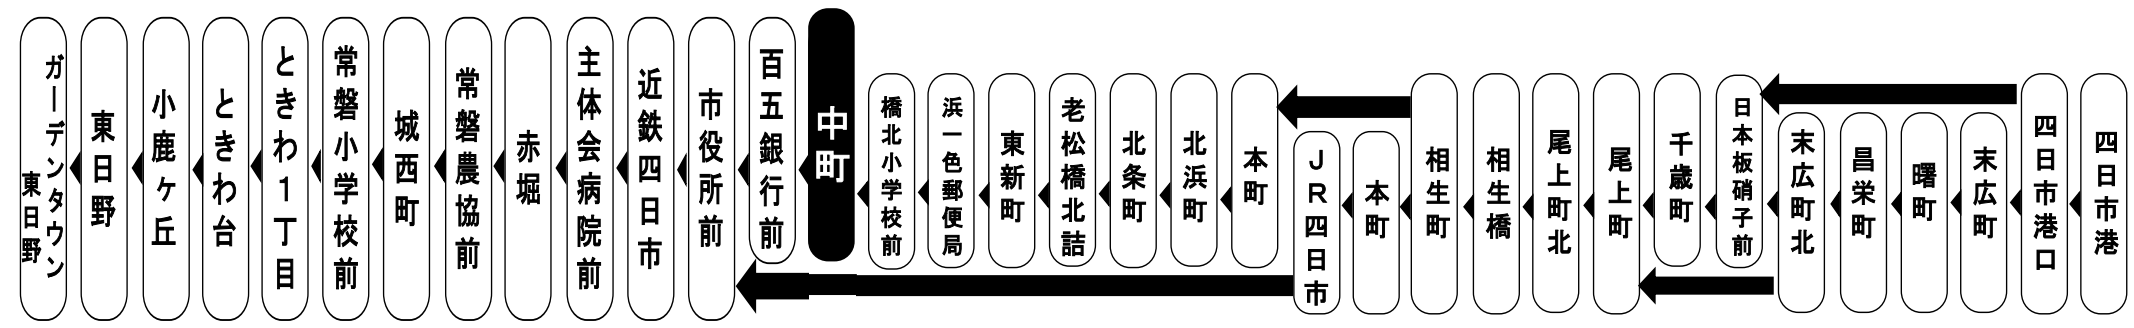 四日市港
四日市港口
末広町
曙町
昌栄町
末広町北
日本板硝子前
千歳町
尾上町
尾上町北
相生橋
相生町
本町
JR四日市
本町
北浜町
北条町
老松橋北詰
東新町
浜一色郵便局
橋北小学校前
中町
百五銀行前
市役所前
近鉄四日市
主体会病院前
赤堀
常磐農協前
城西町
常磐小学校前
ときわ1丁目
ときわ台
小鹿ヶ丘
東日野
ガーデンタウン
東日野